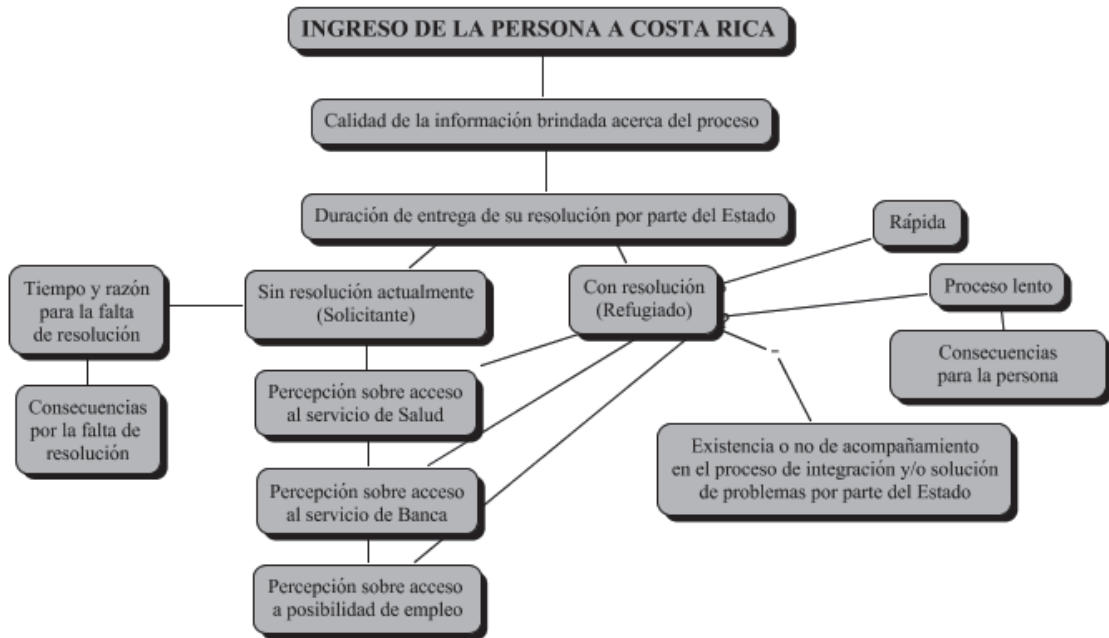 INGRESO DE LA PERSONA A COSTA RICA
Calidad de la información brindada acerca del proceso
Duración de entrega de su resolución por parte del Estado
Rápida
Tiempo y razón
para la falta
de resolución
Sin resolución actualmente
(Solicitante)
Con resolución
(Refugiado)
Proceso lento
Consecuencias
para la persona
Consecuencias
por la falta de
resolución
Percepción sobre acceso
al servicio de Salud
Existencia o no de acompañamiento
en el proceso de integración y/o solución
de problemas por parte del Estado
Percepción sobre acceso
al servicio de Banca
Percepción sobre acceso
a posibilidad de empleo